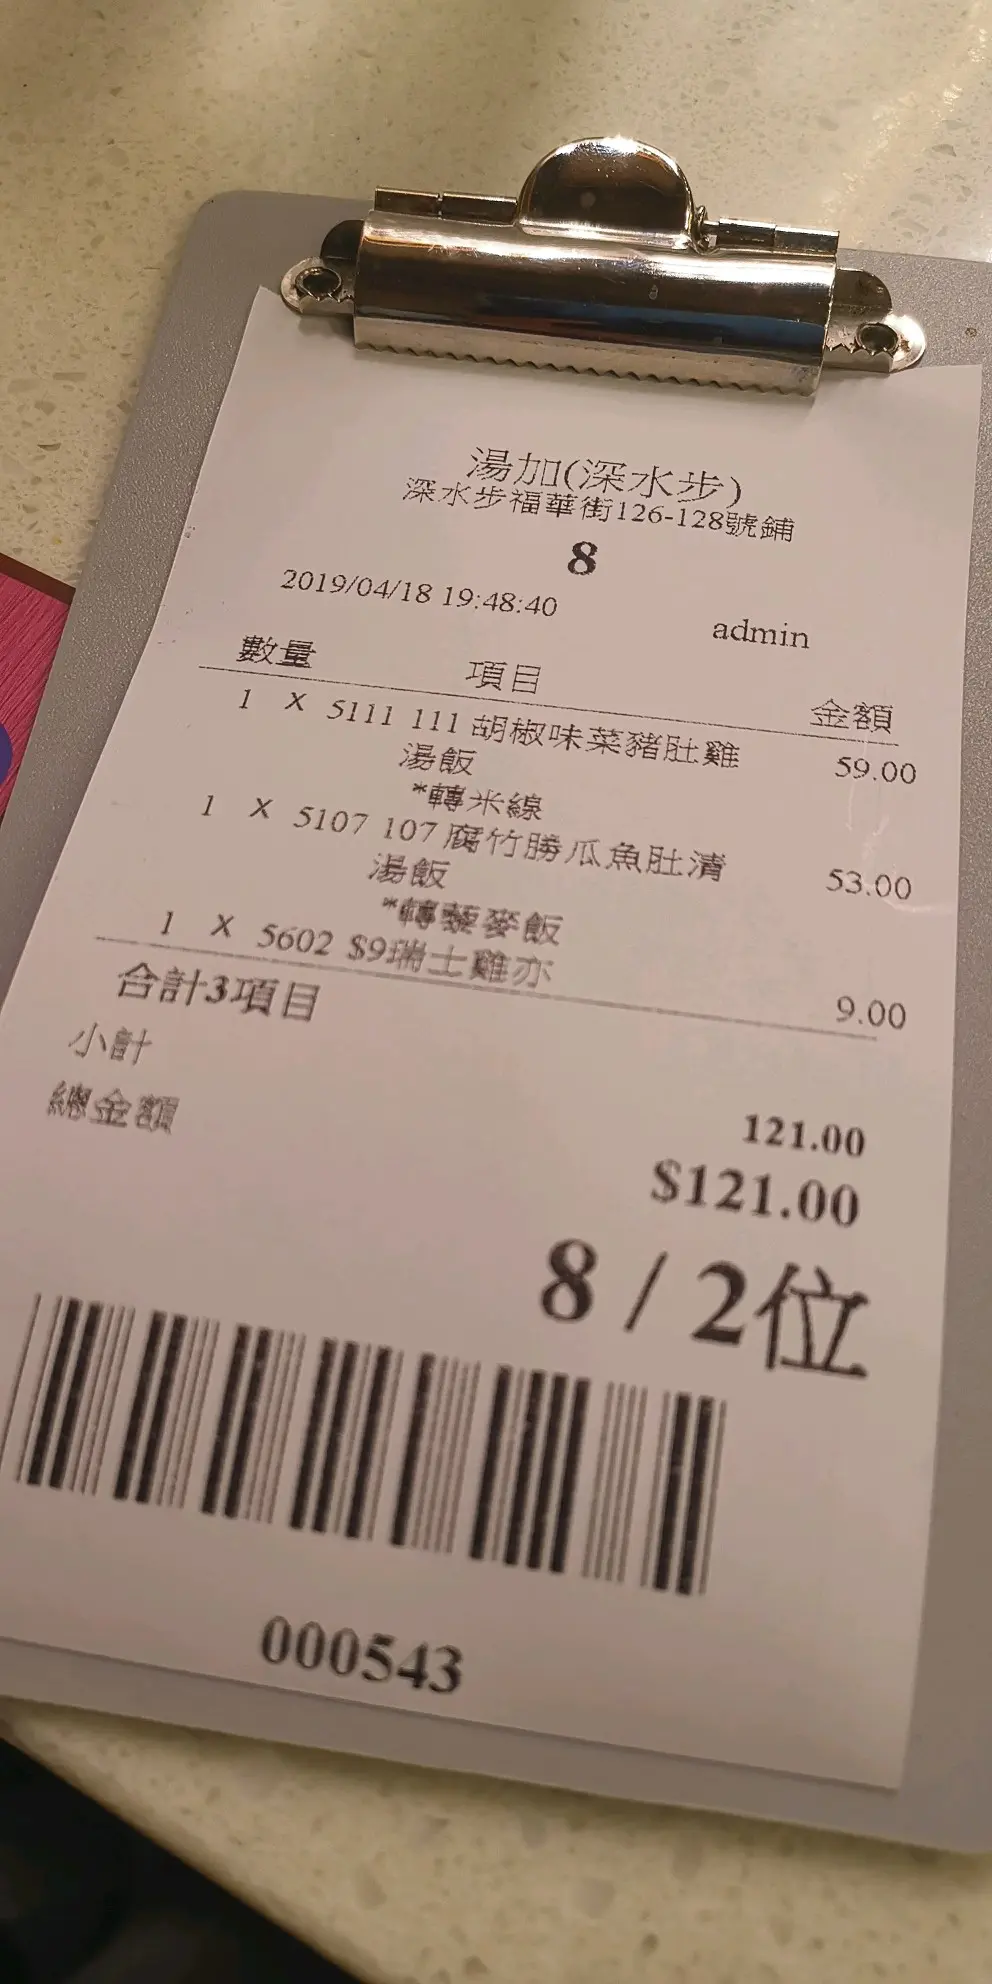 湯加(深水步)
深水步福華街126-128號鋪
8
2019/04/18 19:48:40 admin
數量 項目 金額
1 X 5111 111 胡椒味菜豬肚雞 59.00
湯飯
*轉米線
1 X 5107 107 腐竹勝瓜魚肚清 53.00
湯飯
*轉藜麥飯
1 X 5602 $9瑞士雞亦 9.00
合計3項目
小計 121.00
總金額 $121.00
8 / 2位
000543